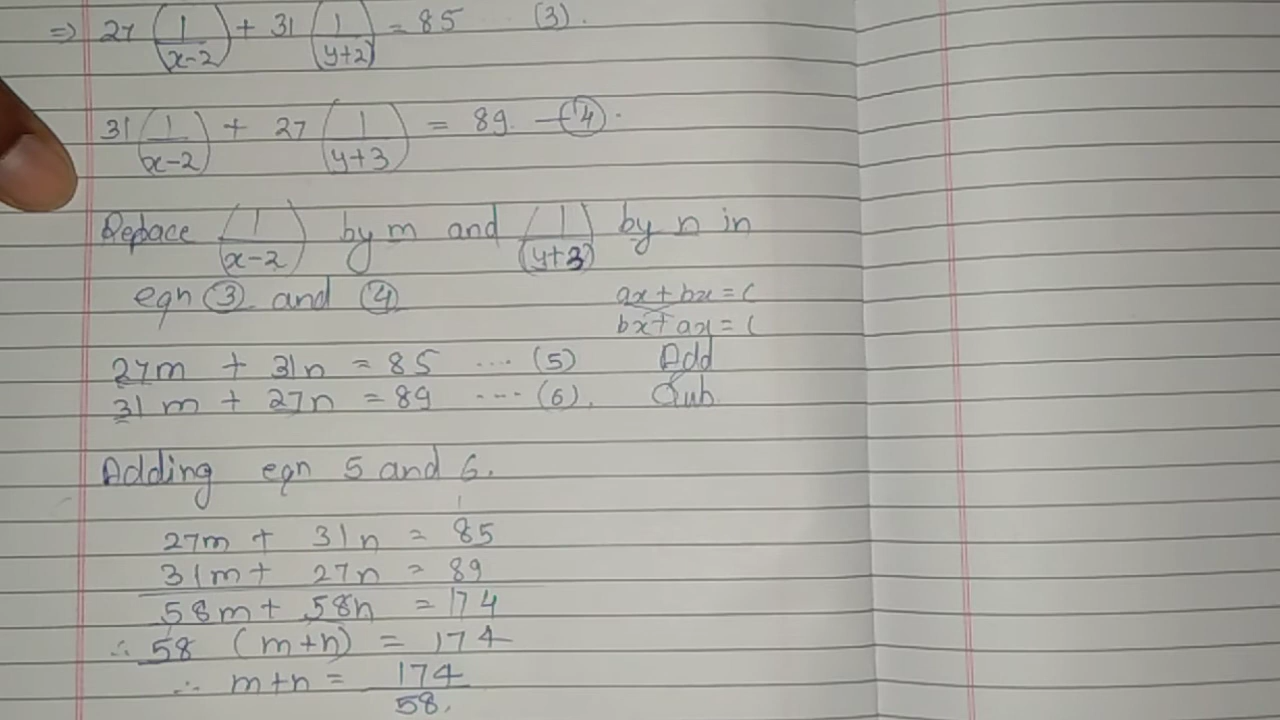 ⇒ 27 (1/(x-2)) + 31 (1/(y+2)) = 85 ... (3).
31 (1/(x-2)) + 27 (1/(y+3)) = 89. — (4).
Repace (1/(x-2)) by m and (1/(y+3)) by n in
eqn (3) and (4)
ax + bx = c
bx + ax = c
27m + 31n = 85 .... (5) Add
31m + 27n = 89 .... (6). Sub.
Adding eqn 5 and 6.
27m + 31n = 85
31m + 27n = 89
58m + 58n = 174
∴ 58 (m+n) = 174
∴ m+n = 174/58.